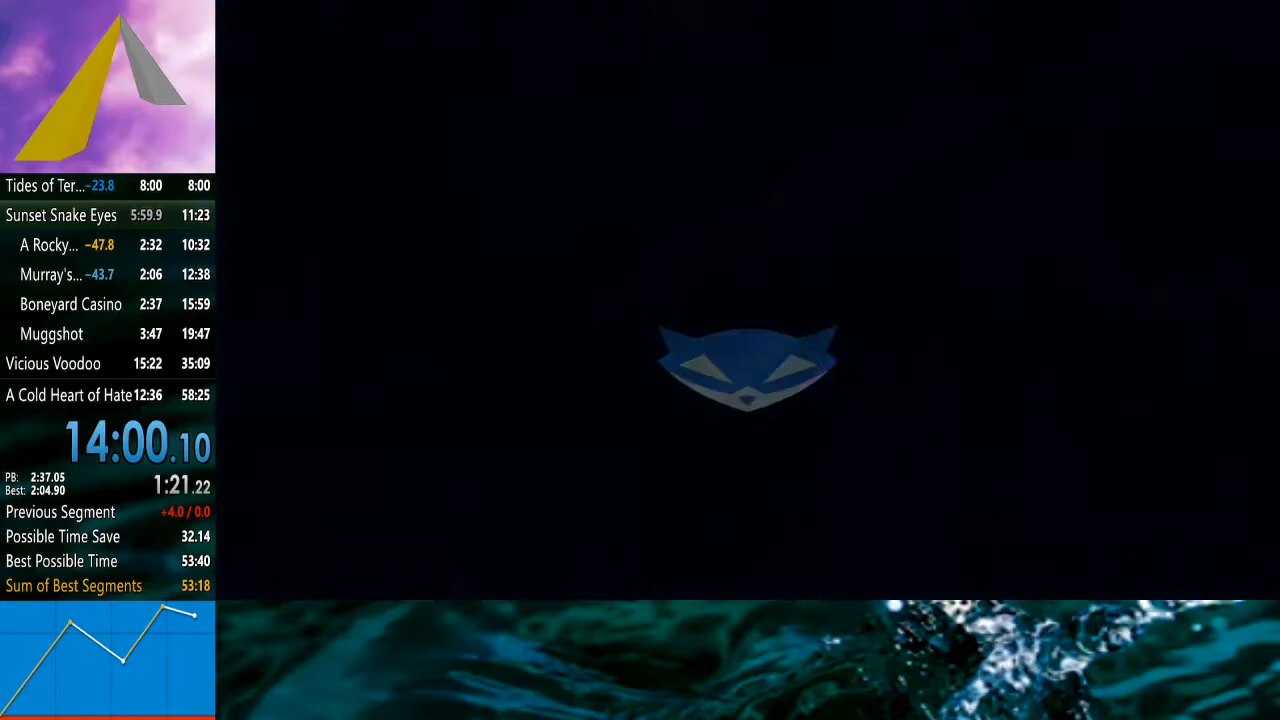 Tides of Ter... −23.8 8:00 8:00
Sunset Snake Eyes 5:59.9 11:23
A Rocky... −47.8 2:32 10:32
Murray's... −43.7 2:06 12:38
Boneyard Casino 2:37 15:59
Muggshot 3:47 19:47
Vicious Voodoo 15:22 35:09
A Cold Heart of Hate 12:36 58:25
14:00.10
PB: 2:37.05
Best: 2:04.90
1:21.22
Previous Segment +4.0 / 0.0
Possible Time Save 32.14
Best Possible Time 53:40
Sum of Best Segments 53:18